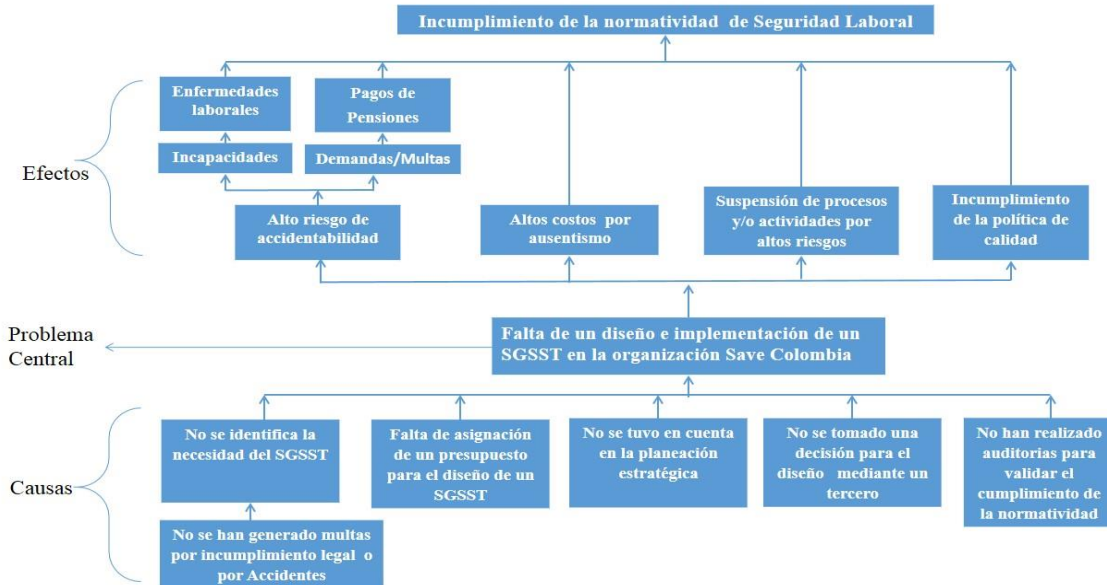 Incumplimiento de la normatividad de Seguridad Laboral
Enfermedades
laborales
Pagos de
Pensiones
Incapacidades
Demandas/Multas
Efectos
Alto riesgo de
accidentabilidad
Altos costos por
ausentismo
Suspensión de procesos
y/o actividades por
altos riesgos
Incumplimiento
de la política de
calidad
Problema
Central
Falta de un diseño e implementación de un
SGSST en la organización Save Colombia
Causas
No se identifica la
necesidad del SGSST
Falta de asignación
de un presupuesto
para el diseño de un
SGSST
No se tuvo en cuenta
en la planeación
estratégica
No se tomado una
decisión para el
diseño mediante un
tercero
No han realizado
auditorias para
validar el
cumplimiento de
la normatividad
No se han generado multas
por incumplimiento legal o
por Accidentes